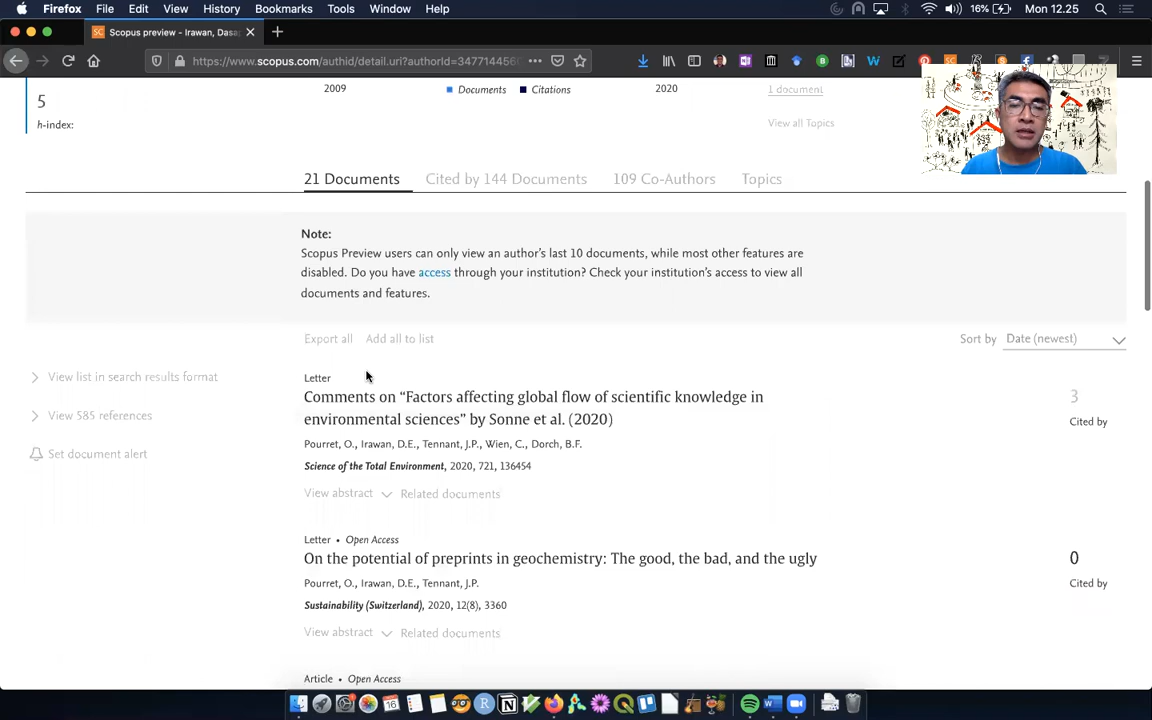 Firefox File Edit View History Bookmarks Tools Window Help
16% Mon 12.25
SC Scopus preview - Irawan, Dasa
https://www.scopus.com/authid/detail.uri?authorId=3477144560
5
h-index:
2009 Documents Citations 2020
1 document
View all Topics
21 Documents Cited by 144 Documents 109 Co-Authors Topics
Note:
Scopus Preview users can only view an author's last 10 documents, while most other features are
disabled. Do you have access through your institution? Check your institution's access to view all
documents and features.
Export all Add all to list Sort by Date (newest)
View list in search results format
View 585 references
Set document alert
Letter
Comments on “Factors affecting global flow of scientific knowledge in
environmental sciences” by Sonne et al. (2020)
Pourret, O., Irawan, D.E., Tennant, J.P., Wien, C., Dorch, B.F.
Science of the Total Environment, 2020, 721, 136454
View abstract Related documents
3
Cited by
Letter • Open Access
On the potential of preprints in geochemistry: The good, the bad, and the ugly
Pourret, O., Irawan, D.E., Tennant, J.P.
Sustainability (Switzerland), 2020, 12(8), 3360
View abstract Related documents
0
Cited by
Article • Open Access